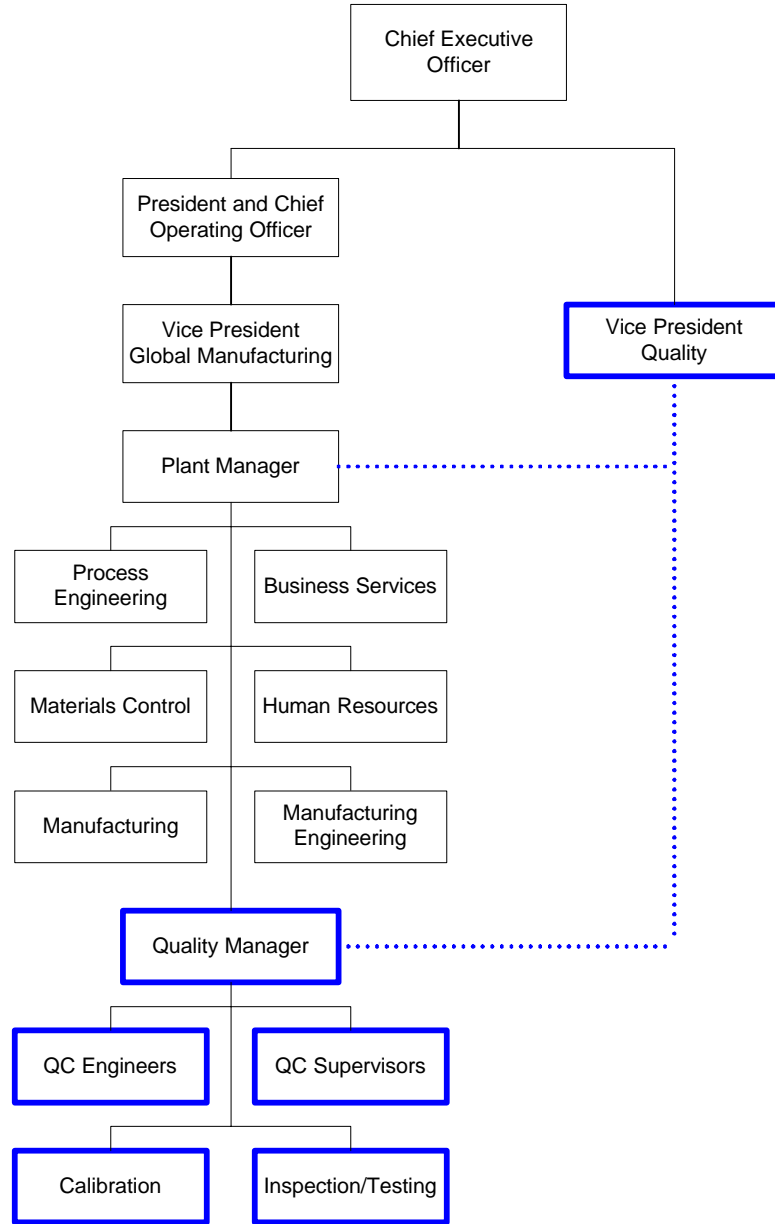 Chief Executive
Officer
President and Chief
Operating Officer
Vice President
Global Manufacturing
Vice President
Quality
Plant Manager
Process
Engineering
Business Services
Materials Control
Human Resources
Manufacturing
Manufacturing
Engineering
Quality Manager
QC Engineers
QC Supervisors
Calibration
Inspection/Testing